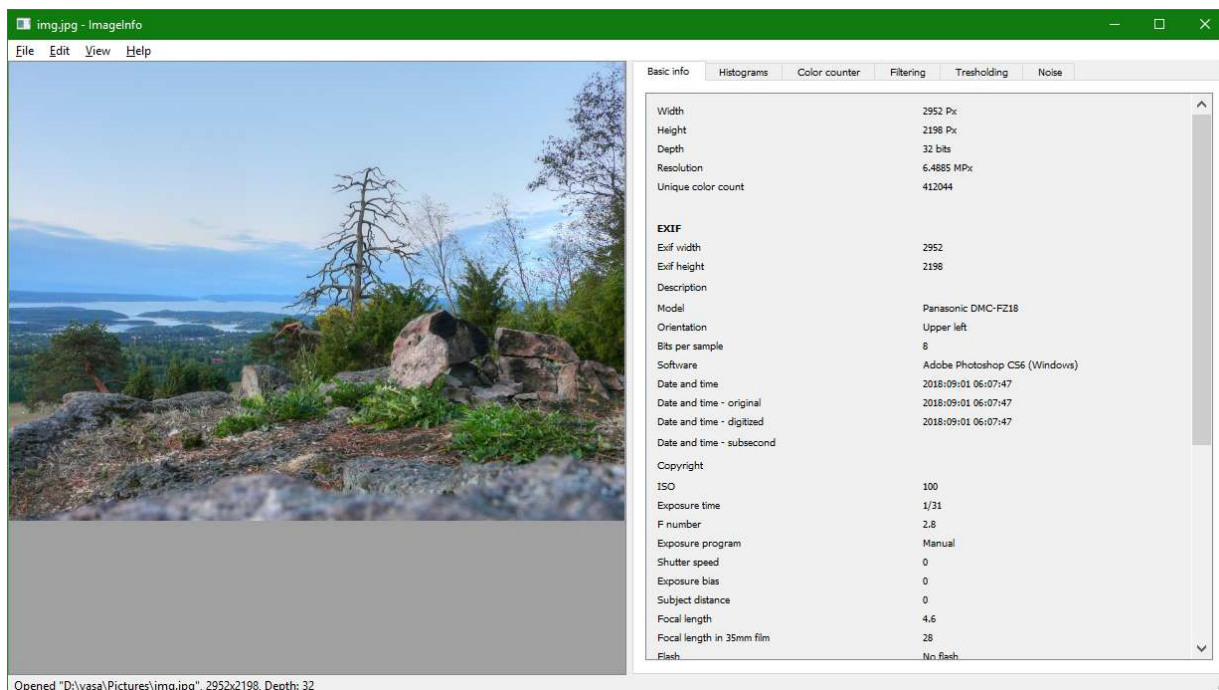 img.jpg - ImageInfo
File Edit View Help
Basic info Histograms Color counter Filtering Tresholding Noise
Width 2952 Px
Height 2198 Px
Depth 32 bits
Resolution 6.4885 MPx
Unique color count 412044
EXIF
Exif width 2952
Exif height 2198
Description
Model Panasonic DMC-FZ18
Orientation Upper left
Bits per sample 8
Software Adobe Photoshop CS6 (Windows)
Date and time 2018:09:01 06:07:47
Date and time - original 2018:09:01 06:07:47
Date and time - digitized 2018:09:01 06:07:47
Date and time - subsecond
Copyright
ISO 100
Exposure time 1/31
F number 2.8
Exposure program Manual
Shutter speed 0
Exposure bias 0
Subject distance 0
Focal length 4.6
Focal length in 35mm film 28
Flash No flash
Opened "D:\vasa\Pictures\img.jpg", 2952x2198, Depth: 32